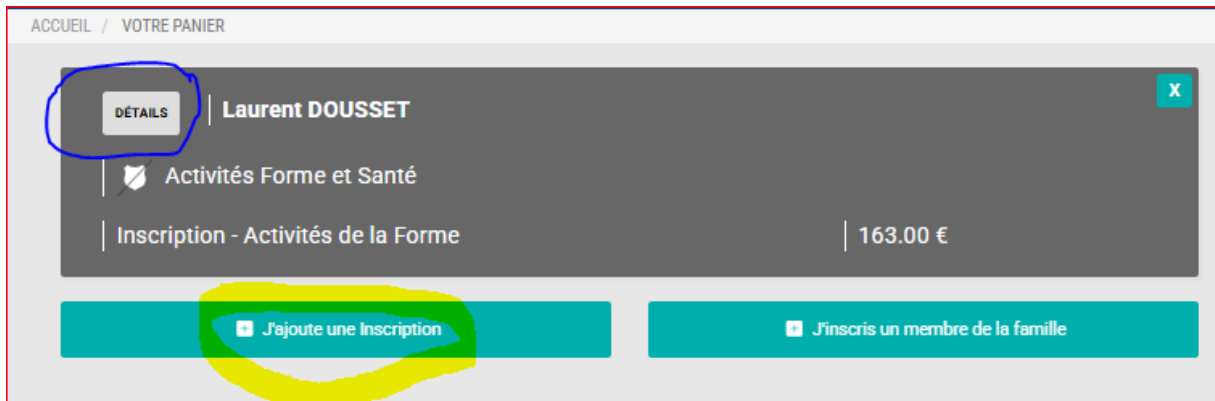 ACCUEIL / VOTRE PANIER
DÉTAILS Laurent DOUSSET X
Activités Forme et Santé
Inscription - Activités de la Forme 163.00 €
J'ajoute une Inscription J'inscris un membre de la famille